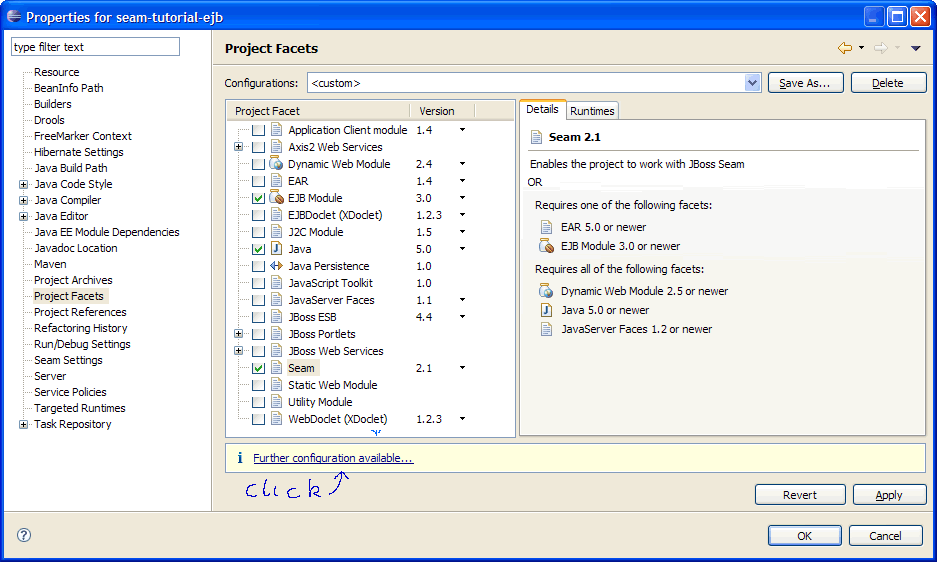 Properties for seam-tutorial-ejb
type filter text
Resource
BeanInfo Path
Builders
Drools
FreeMarker Context
Hibernate Settings
Java Build Path
Java Code Style
Java Compiler
Java Editor
Java EE Module Dependencies
Javadoc Location
Maven
Project Archives
Project Facets
Project References
Refactoring History
Run/Debug Settings
Seam Settings
Server
Service Policies
Targeted Runtimes
Task Repository
Project Facets
Configurations: <custom> Save As... Delete
Project Facet Version
Application Client module 1.4
Axis2 Web Services
Dynamic Web Module 2.4
EAR 1.4
EJB Module 3.0
EJBDoclet (XDoclet) 1.2.3
J2C Module 1.5
Java 5.0
Java Persistence 1.0
JavaScript Toolkit 1.0
JavaServer Faces 1.1
JBoss ESB 4.4
JBoss Portlets
JBoss Web Services
Seam 2.1
Static Web Module
Utility Module
WebDoclet (XDoclet) 1.2.3
Details Runtimes
Seam 2.1
Enables the project to work with JBoss Seam
OR
Requires one of the following facets:
EAR 5.0 or newer
EJB Module 3.0 or newer
Requires all of the following facets:
Dynamic Web Module 2.5 or newer
Java 5.0 or newer
JavaServer Faces 1.2 or newer
i Further configuration available...
click
Revert Apply
? OK Cancel